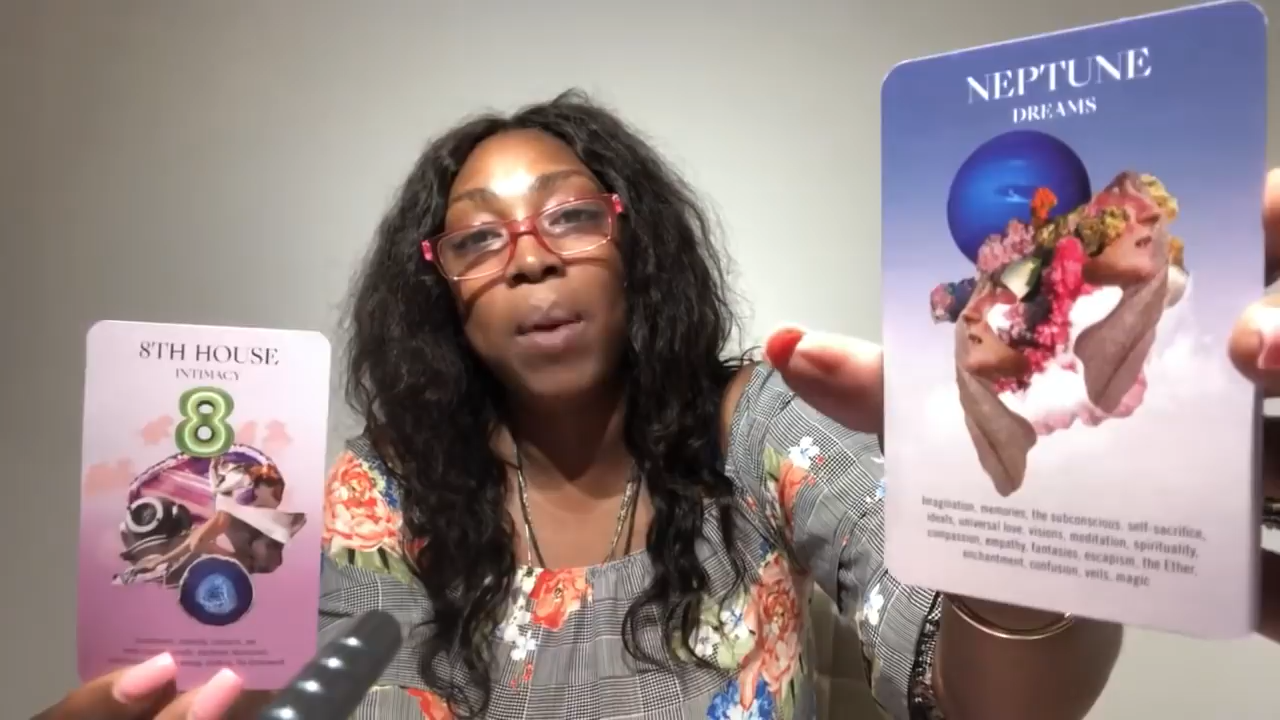 8TH HOUSE
INTIMACY
8
NEPTUNE
DREAMS
Imagination, memories, the subconscious, self-sacrifice,
ideals, universal love, visions, meditation, spirituality,
compassion, empathy, fantasies, escapism, the Ether,
enchantment, confusion, veils, magic